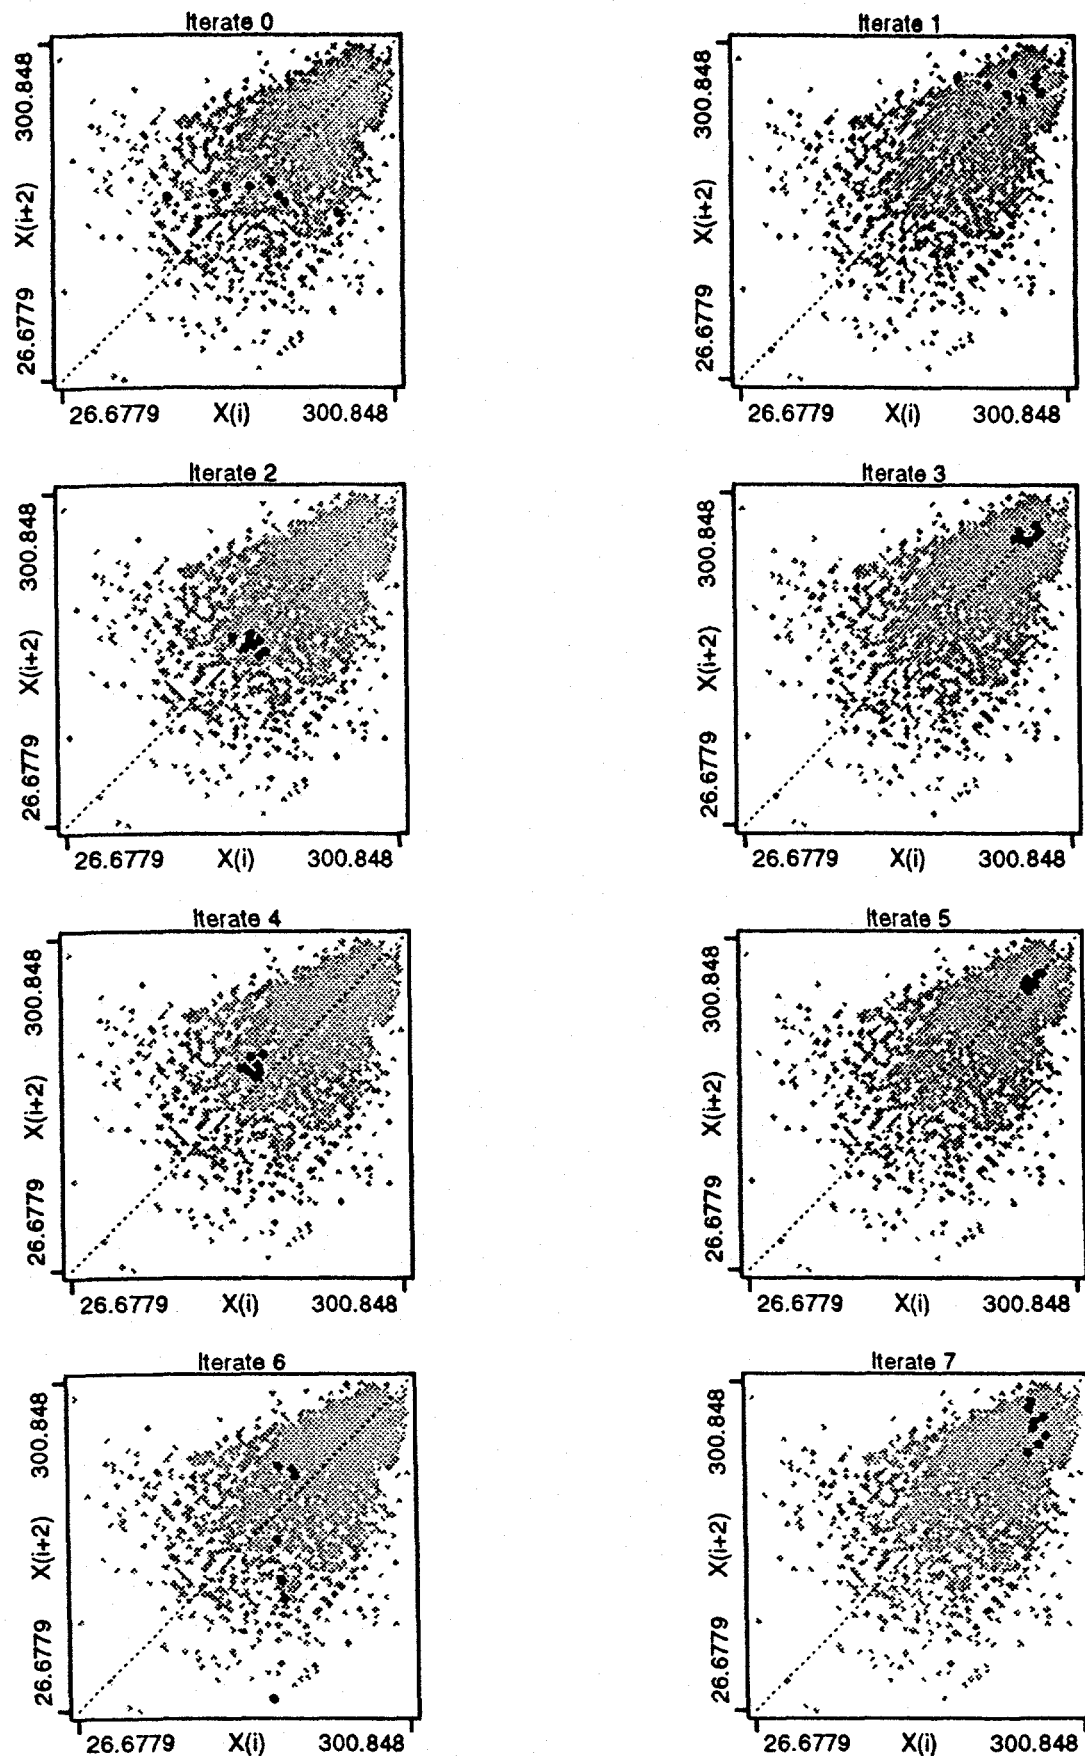 Iterate 0
300.848
X(i+2)
26.6779
26.6779 X(i) 300.848
Iterate 1
300.848
X(i+2)
26.6779
26.6779 X(i) 300.848
Iterate 2
300.848
X(i+2)
26.6779
26.6779 X(i) 300.848
Iterate 3
300.848
X(i+2)
26.6779
26.6779 X(i) 300.848
Iterate 4
300.848
X(i+2)
26.6779
26.6779 X(i) 300.848
Iterate 5
300.848
X(i+2)
26.6779
26.6779 X(i) 300.848
Iterate 6
300.848
X(i+2)
26.6779
26.6779 X(i) 300.848
Iterate 7
300.848
X(i+2)
26.6779
26.6779 X(i) 300.848